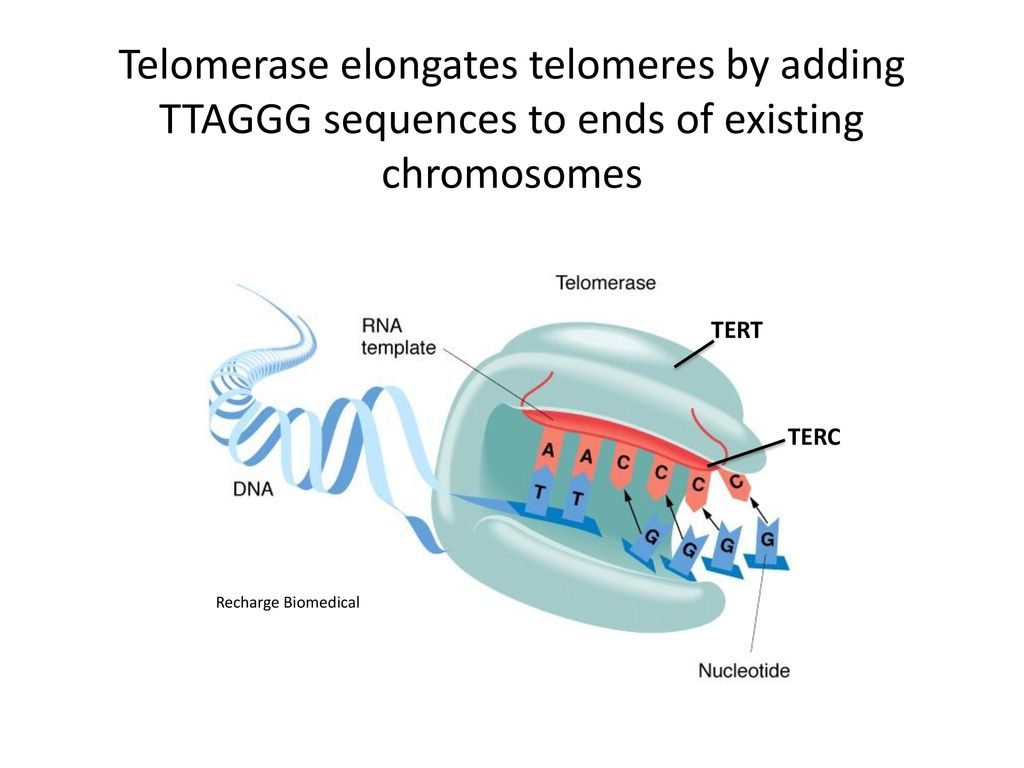 Telomerase elongates telomeres by adding
TTAGGG sequences to ends of existing
chromosomes
Telomerase
RNA
template
TERT
TERC
A A C C C C
T T G G G G
DNA
Recharge Biomedical
Nucleotide